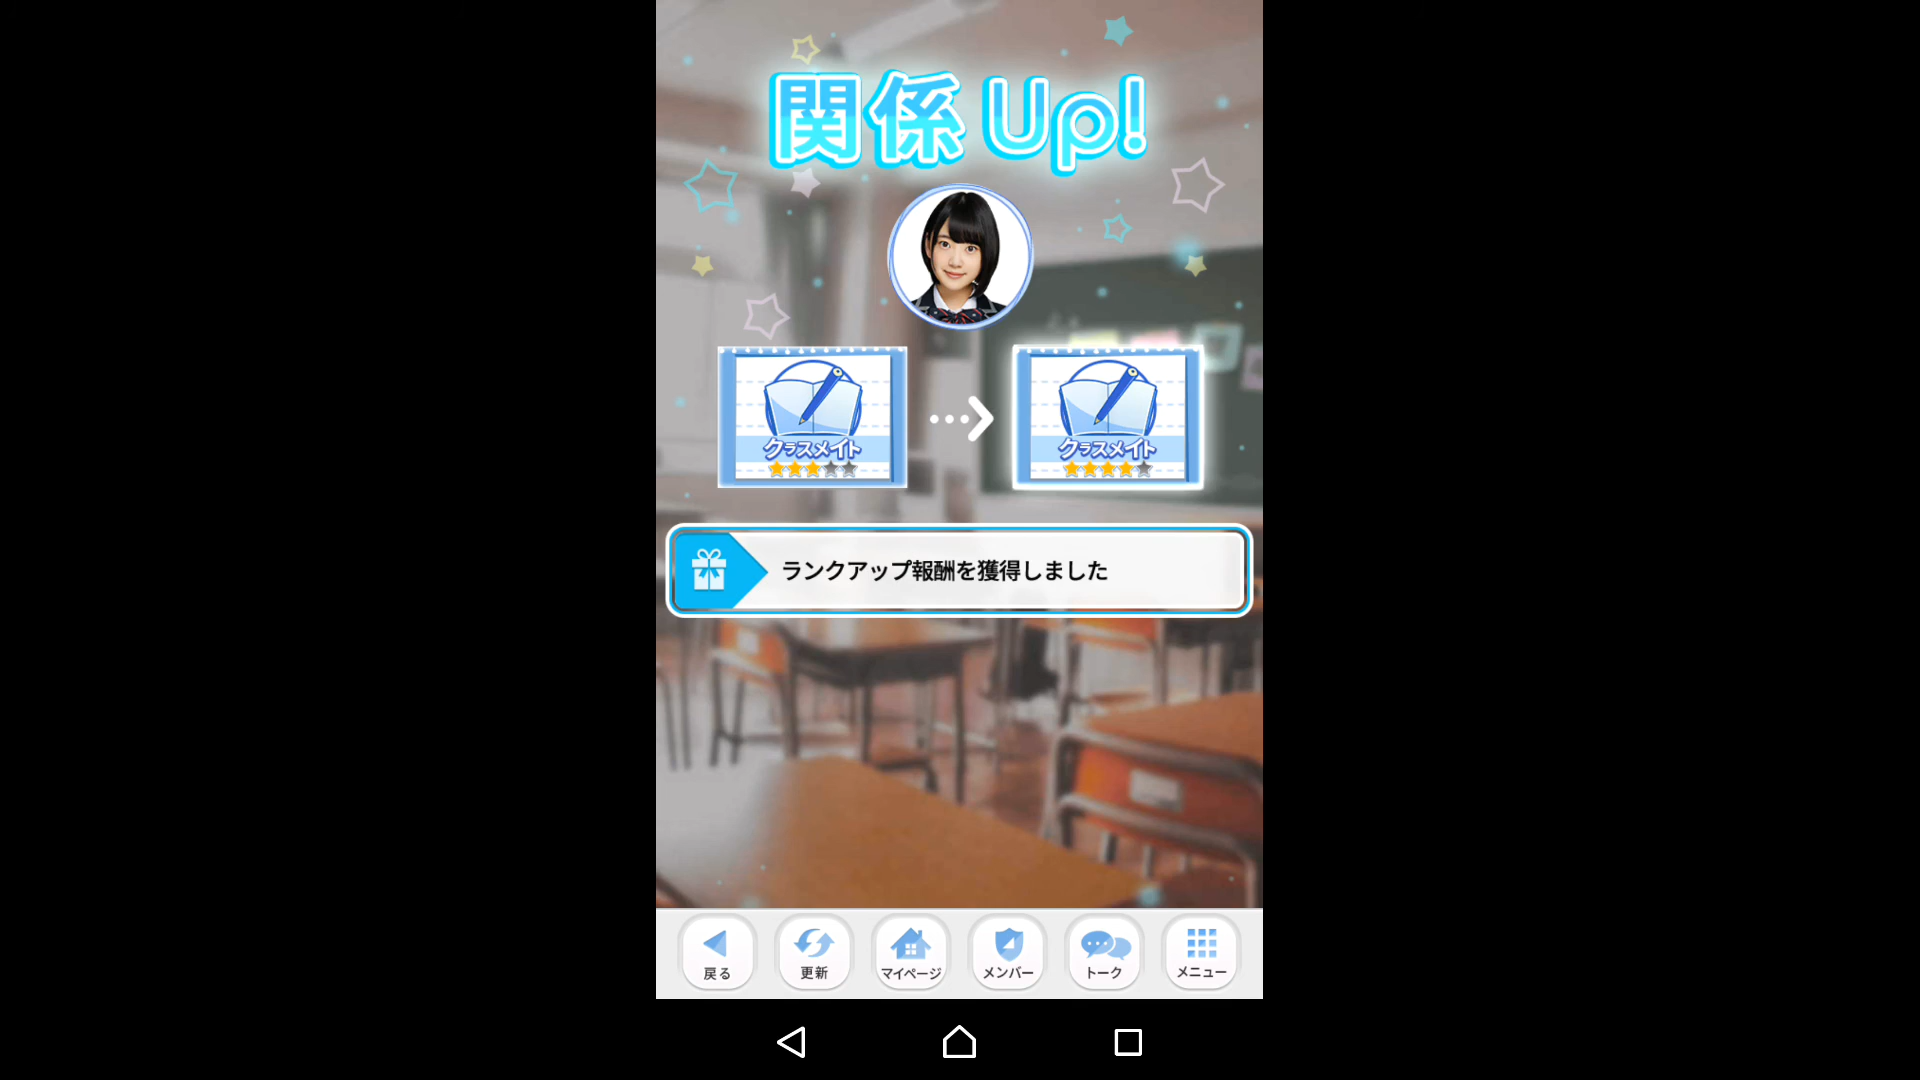 関係Up!
クラスメイト
クラスメイト
ランクアップ報酬を獲得しました
戻る
更新
マイページ
メンバー
トーク
メニュー